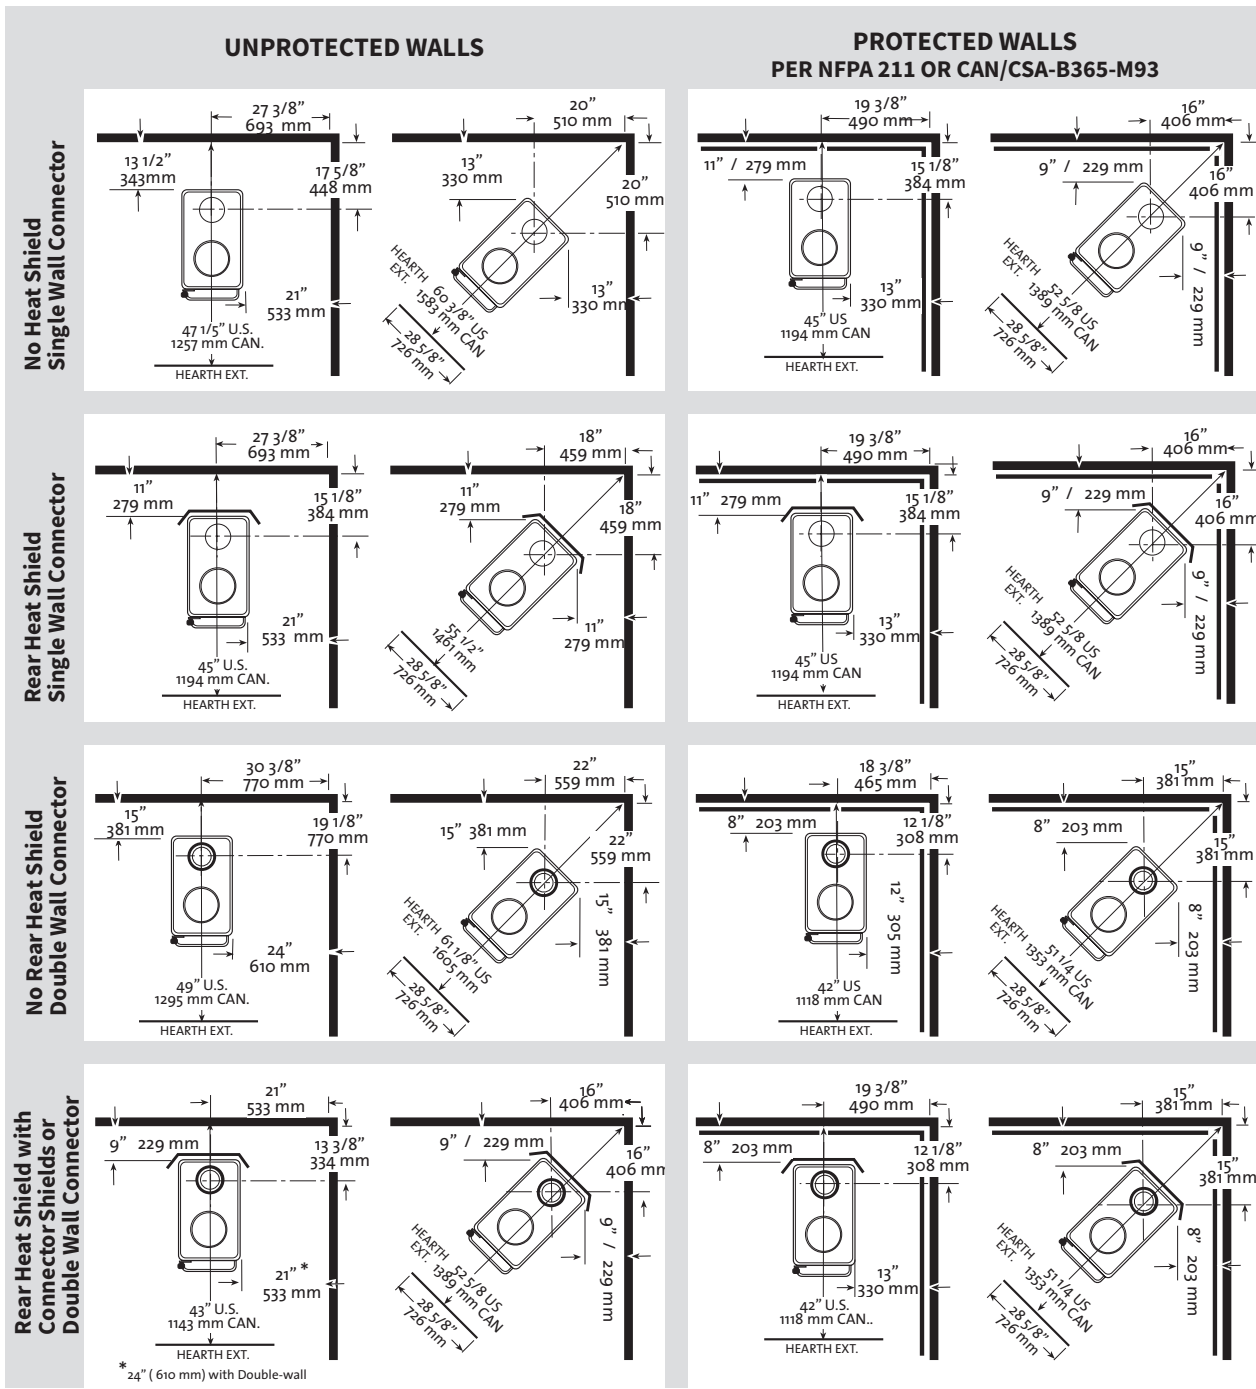 UNPROTECTED WALLS
PROTECTED WALLS
PER NFPA 211 OR CAN/CSA-B365-M93
No Heat Shield
Single Wall Connector
27 3/8"
693 mm
13 1/2"
343mm
17 5/8"
448 mm
21"
533 mm
47 1/5" U.S.
1257 mm CAN.
HEARTH EXT.
20"
510 mm
13"
330 mm
20"
510 mm
13"
330 mm
HEARTH
EXT.
60 3/8" US
1583 mm CAN
28 5/8"
726 mm
19 3/8"
490 mm
11" / 279 mm
15 1/8"
384 mm
13"
330 mm
45" US
1194 mm CAN
HEARTH EXT.
16"
406 mm
9" / 229 mm
16"
406 mm
9" / 229 mm
HEARTH
EXT.
52 5/8 US
1389 mm CAN
28 5/8"
726 mm
Rear Heat Shield
Single Wall Connector
27 3/8"
693 mm
11"
279 mm
15 1/8"
384 mm
21"
533 mm
45" U.S.
1194 mm CAN.
HEARTH EXT.
18"
459 mm
11"
279 mm
18"
459 mm
11"
279 mm
55 1/2"
1461 mm
28 5/8"
726 mm
19 3/8"
490 mm
11" 279 mm
15 1/8"
384 mm
13"
330 mm
45" US
1194 mm CAN
HEARTH EXT.
16"
406 mm
9" / 229 mm
16"
406 mm
9" / 229 mm
HEARTH
EXT.
52 5/8 US
1389 mm CAN
28 5/8"
726 mm
No Rear Heat Shield
Double Wall Connector
30 3/8"
770 mm
15"
381 mm
19 1/8"
770 mm
24"
610 mm
49" U.S.
1295 mm CAN.
HEARTH EXT.
22"
559 mm
15" 381 mm
22"
559 mm
15" 381 mm
HEARTH
EXT.
61 1/8" US
1605 mm
28 5/8"
726 mm
18 3/8"
465 mm
8" 203 mm
12 1/8"
308 mm
12" 305 mm
42" US
1118 mm CAN
HEARTH EXT.
15"
381 mm
8" 203 mm
15"
381 mm
8" 203 mm
HEARTH
EXT.
51 1/4 US
1353 mm CAN
28 5/8"
726 mm
Rear Heat Shield with
Connector Shields or
Double Wall Connector
21"
533 mm
9" 229 mm
13 3/8"
334 mm
21" *
533 mm
43" U.S.
1143 mm CAN.
HEARTH EXT.
*24" ( 610 mm) with Double-wall
16"
406 mm
9" / 229 mm
16"
406 mm
9" / 229 mm
HEARTH
EXT.
52 5/8 US
1389 mm CAN
28 5/8"
726 mm
19 3/8"
490 mm
8" 203 mm
12 1/8"
308 mm
13"
330 mm
42" U.S.
1118 mm CAN..
HEARTH EXT.
15"
381 mm
8" 203 mm
15"
381 mm
8" 203 mm
HEARTH
EXT.
51 1/4 US
1353 mm CAN
28 5/8"
726 mm